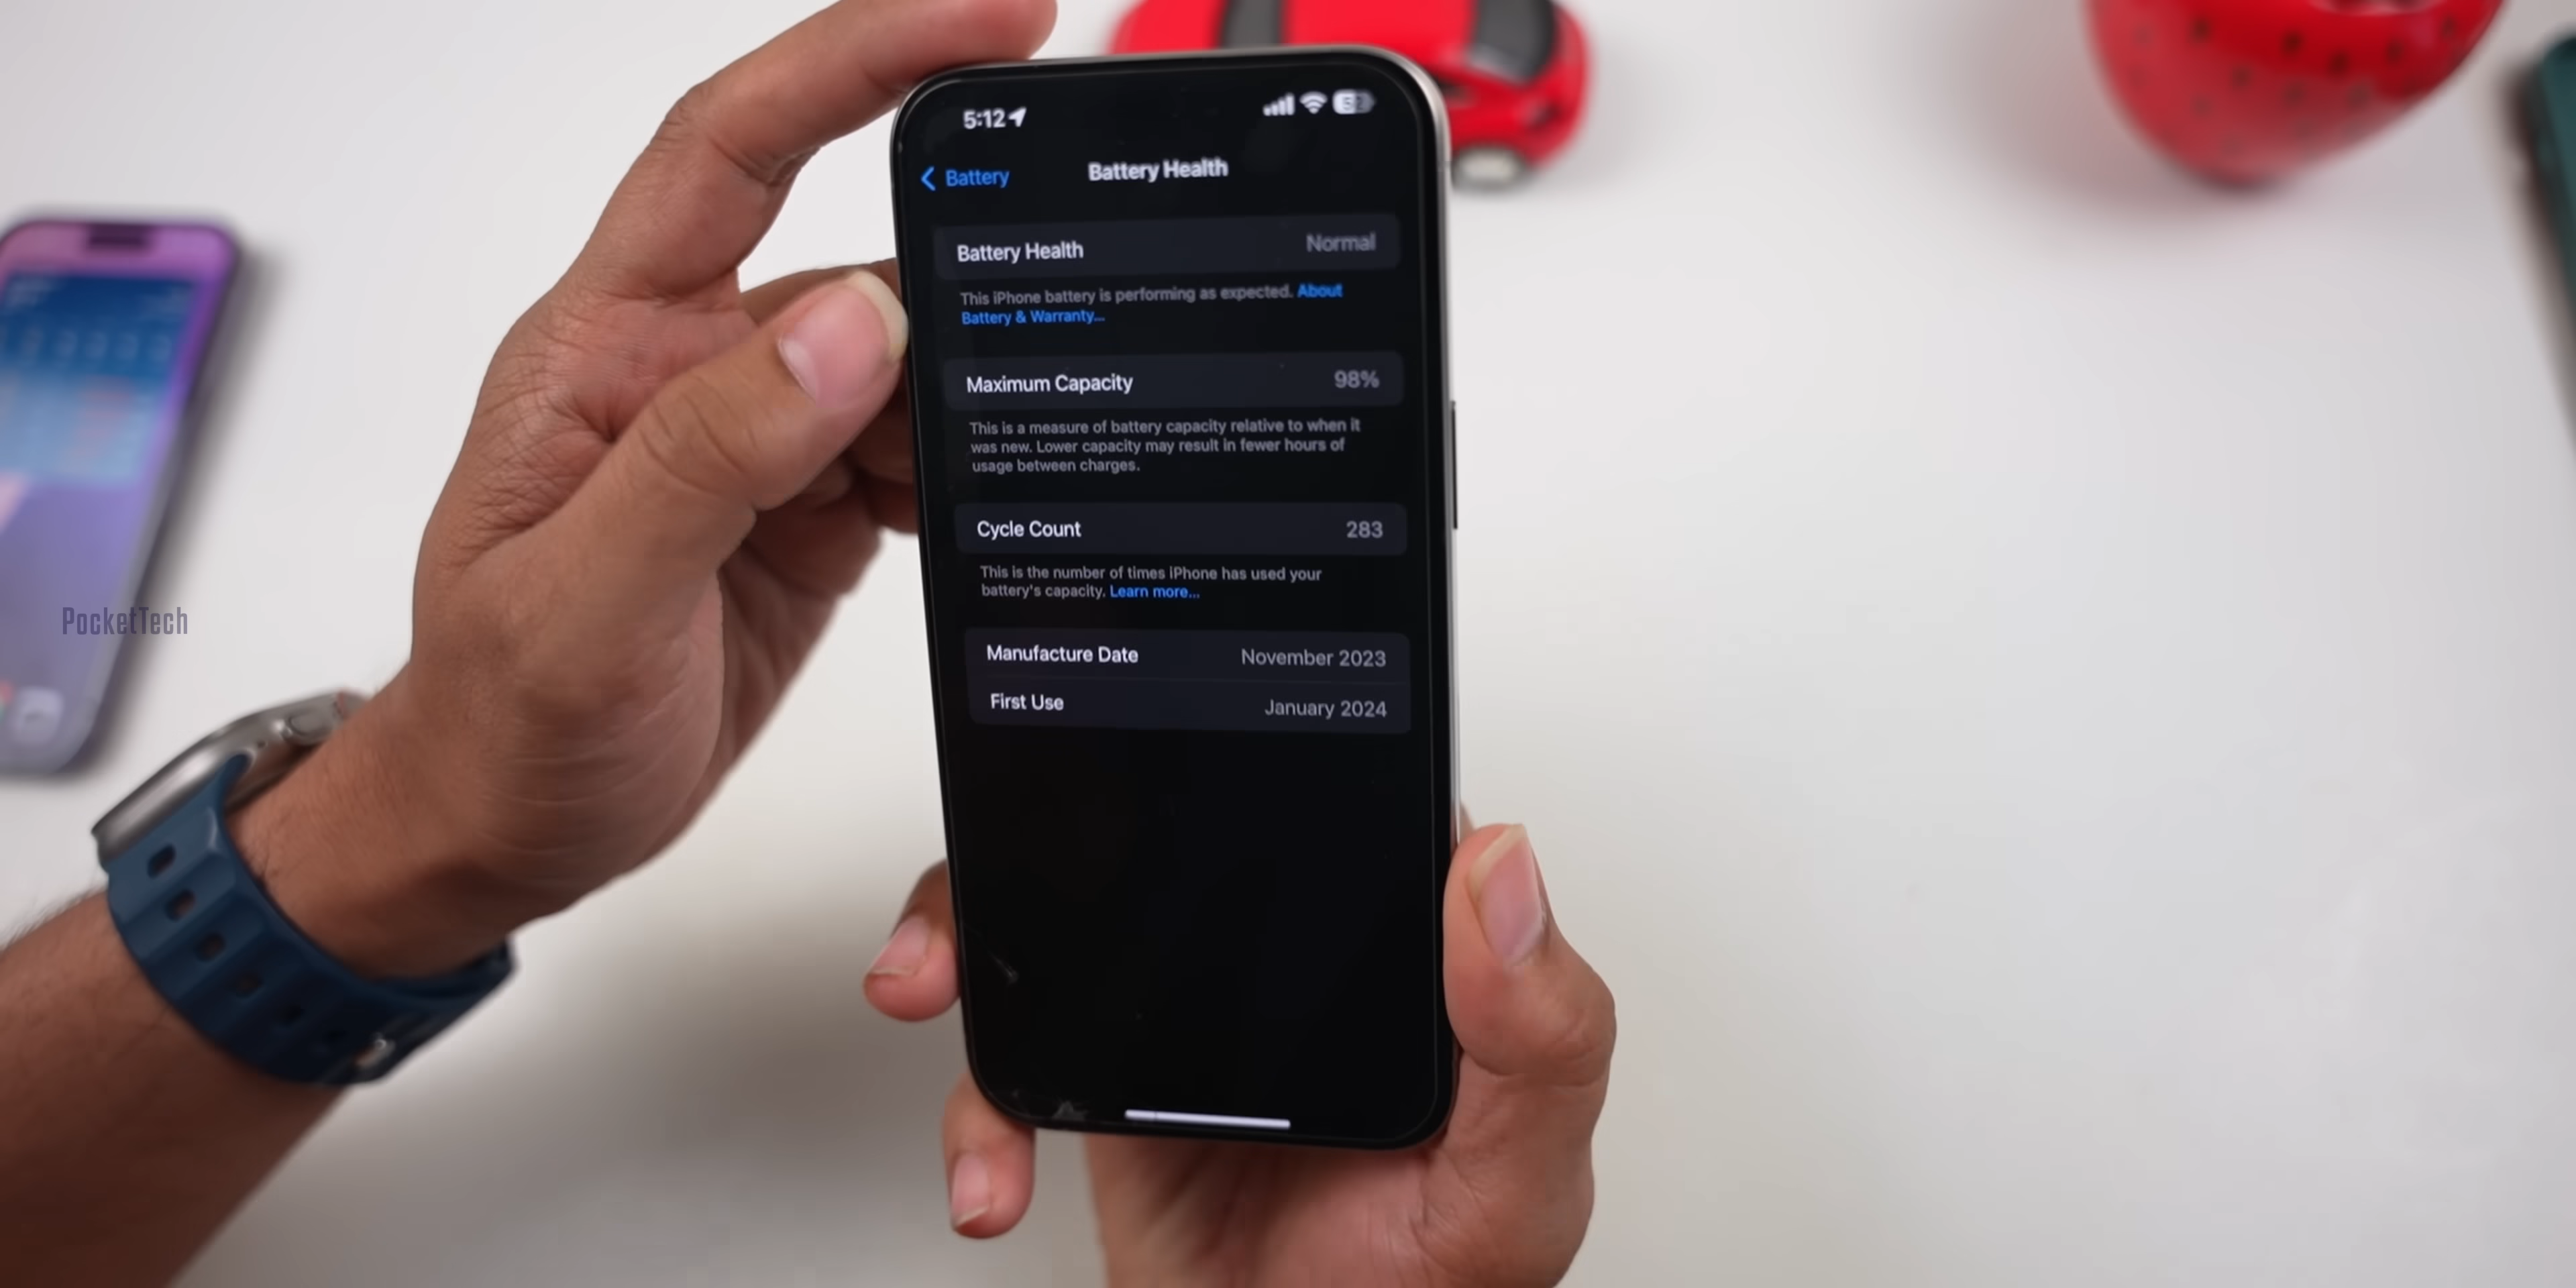 5:12
Battery
Battery Health
Battery Health Normal
This iPhone battery is performing as expected. About
Battery & Warranty...
Maximum Capacity 98%
This is a measure of battery capacity relative to when it
was new. Lower capacity may result in fewer hours of
usage between charges.
Cycle Count 283
This is the number of times iPhone has used your
battery's capacity. Learn more...
Manufacture Date November 2023
First Use January 2024
PocketTech